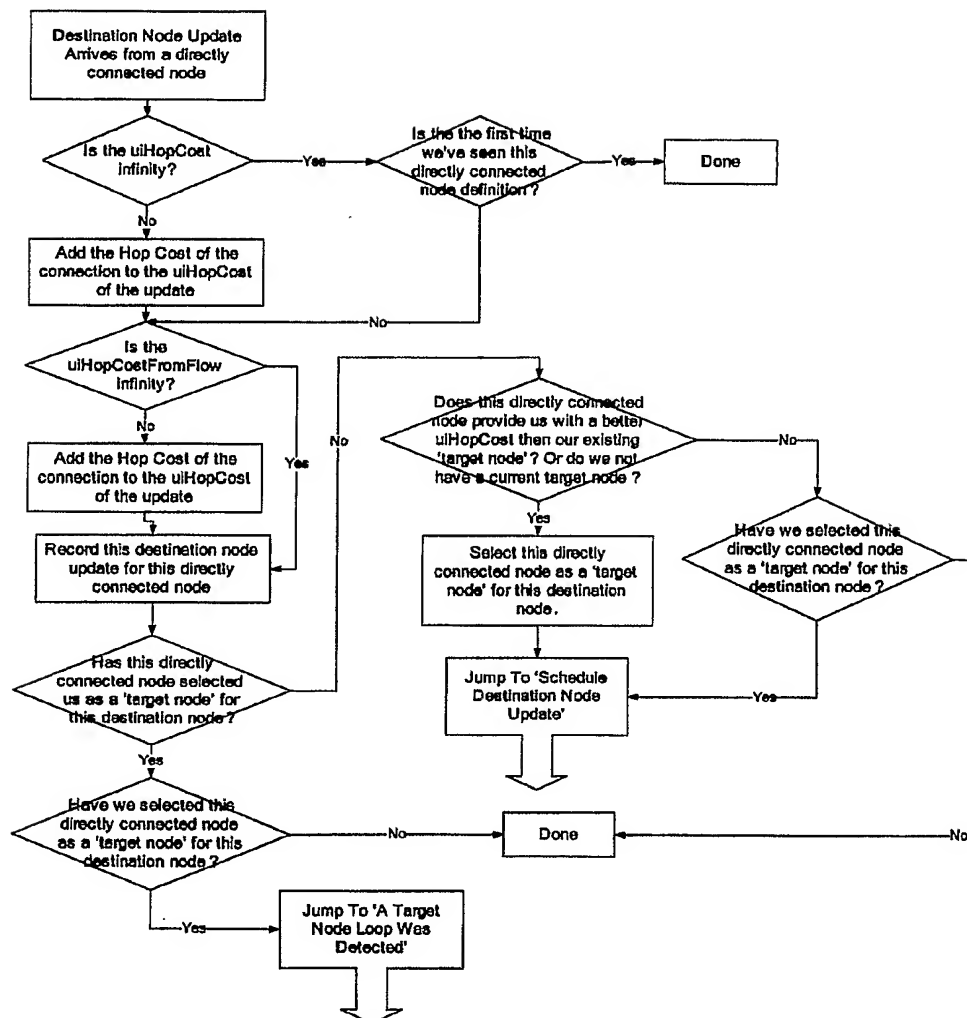 Destination Node Update
Arrives from a directly
connected node
Is the uiHopCost
infinity?
Yes
Is the the first time
we've seen this
directly connected
node definition ?
Yes
Done
No
Add the Hop Cost of the
connection to the uiHopCost
of the update
No
Is the
uiHopCostFromFlow
infinity?
No
Yes
Add the Hop Cost of the
connection to the uiHopCost
of the update
Record this destination node
update for this directly
connected node
Has this directly
connected node selected
us as a 'target node' for
this destination node ?
No
Does this directly connected
node provide us with a better
uiHopCost then our existing
'target node' ? Or do we not
have a current target node ?
No
Yes
Select this directly
connected node as a 'target
node' for this destination
node.
Have we selected this
directly connected node
as a 'target node' for this
destination node ?
Jump To 'Schedule
Destination Node
Update'
Yes
Yes
Have we selected this
directly connected node
as a 'target node' for this
destination node ?
No
Done
No
Yes
Jump To 'A Target
Node Loop Was
Detected'